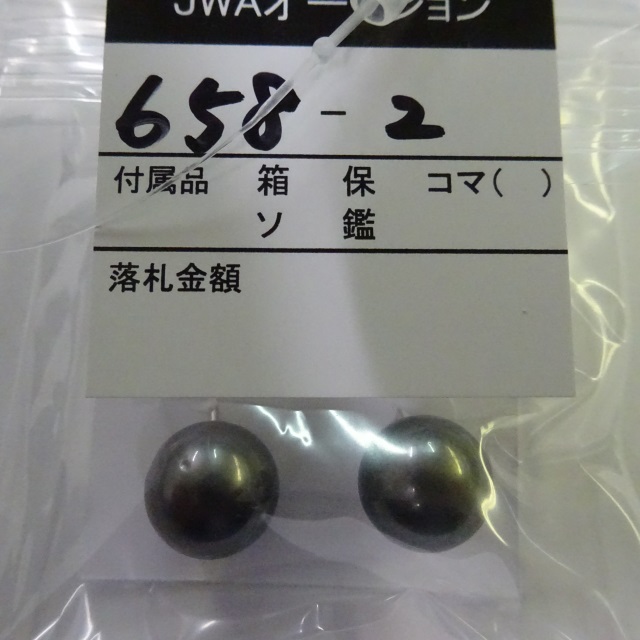 JWAオークション
658-2
付属品 箱 保 コマ( )
ソ 鑑
落札金額